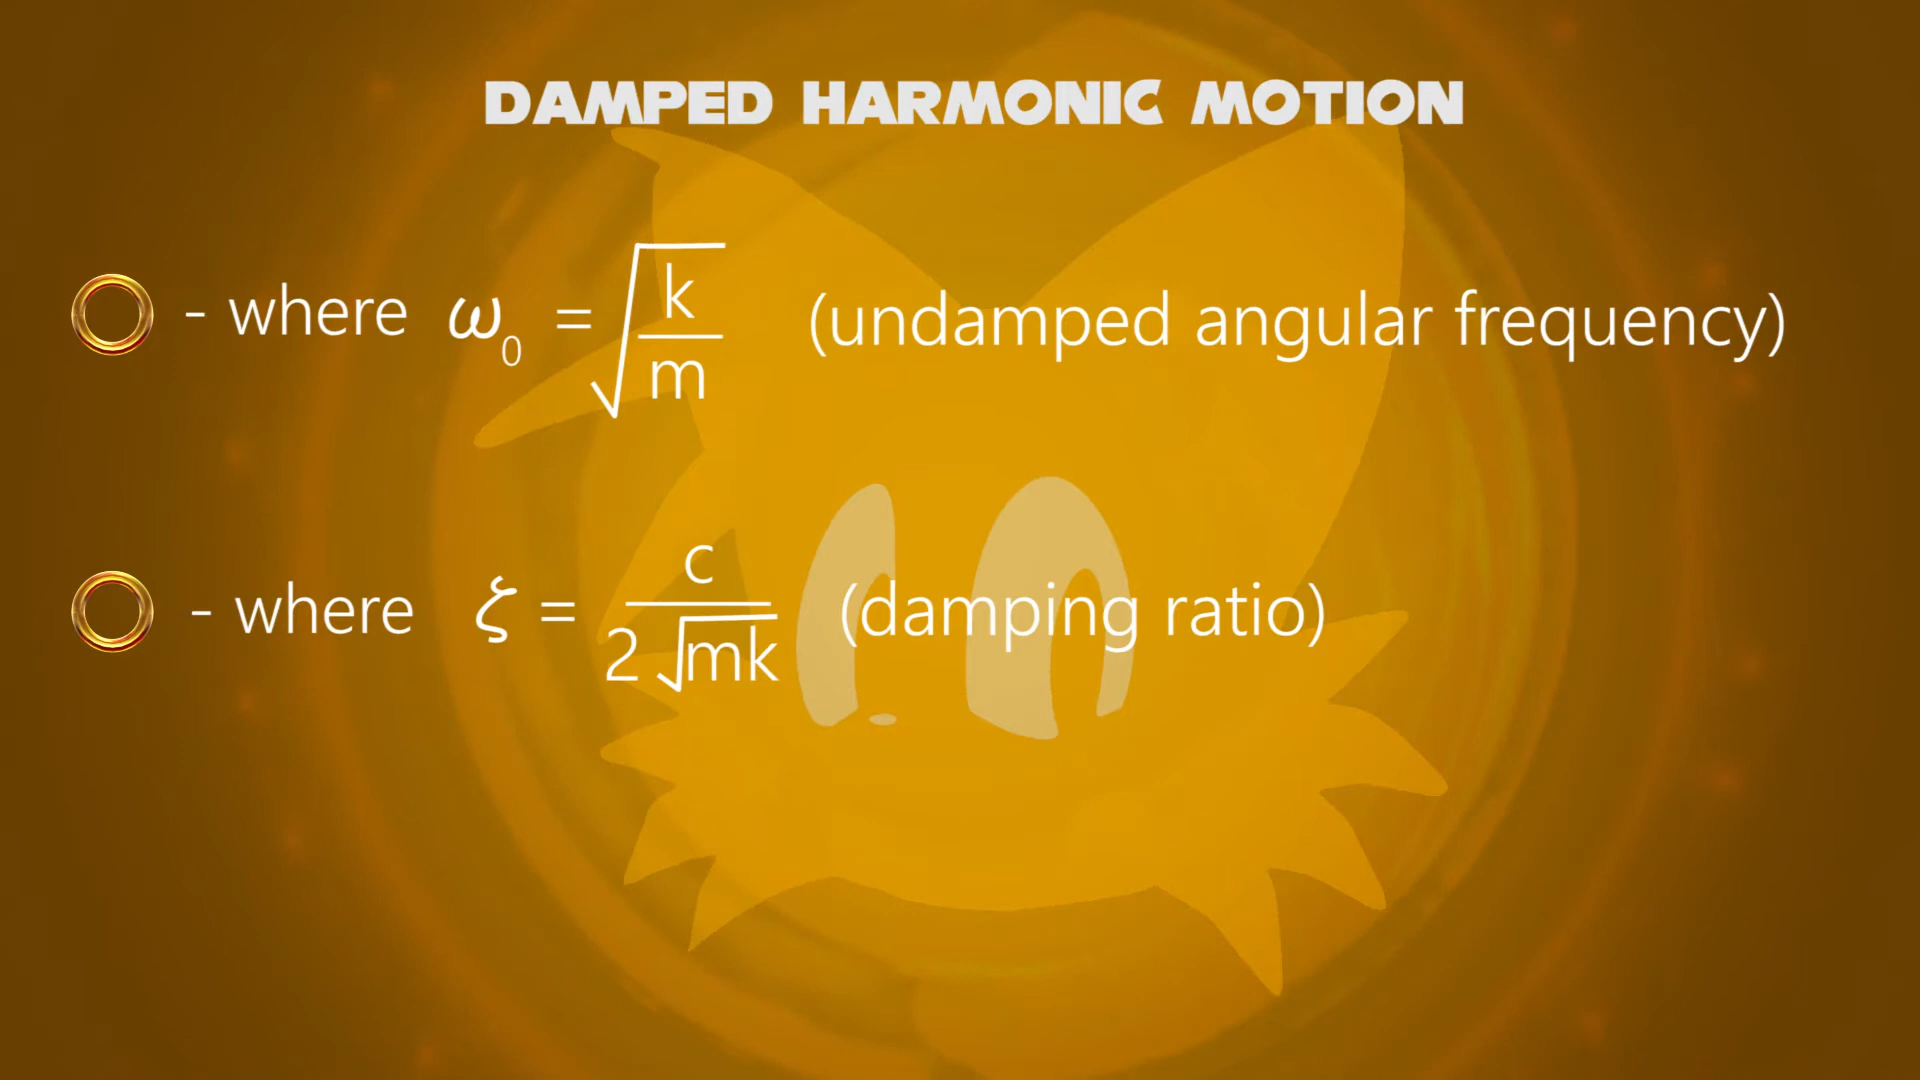 DAMPED HARMONIC MOTION
- where ω₀ = √(k/m) (undamped angular frequency)
- where ζ = c/(2√mk) (damping ratio)